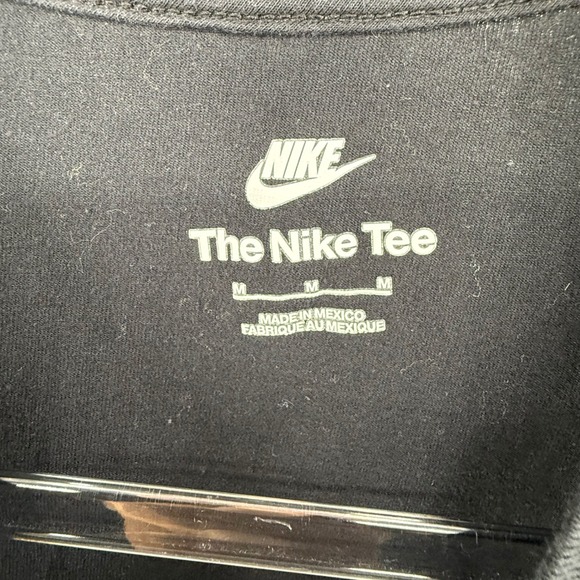 NIKE
The Nike Tee
M M M
MADE IN MEXICO
FABRIQUE AU MEXIQUE